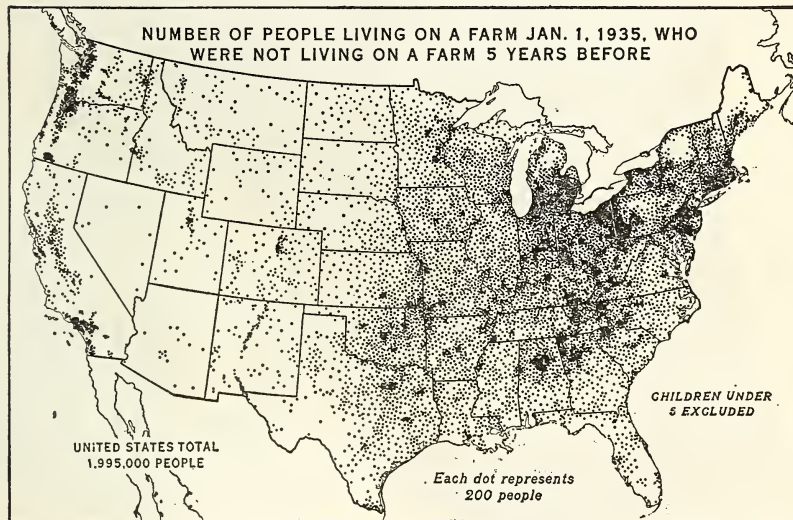 NUMBER OF PEOPLE LIVING ON A FARM JAN. 1, 1935, WHO
WERE NOT LIVING ON A FARM 5 YEARS BEFORE
CHILDREN UNDER
5 EXCLUDED
UNITED STATES TOTAL
1,995,000 PEOPLE
Each dot represents
200 people